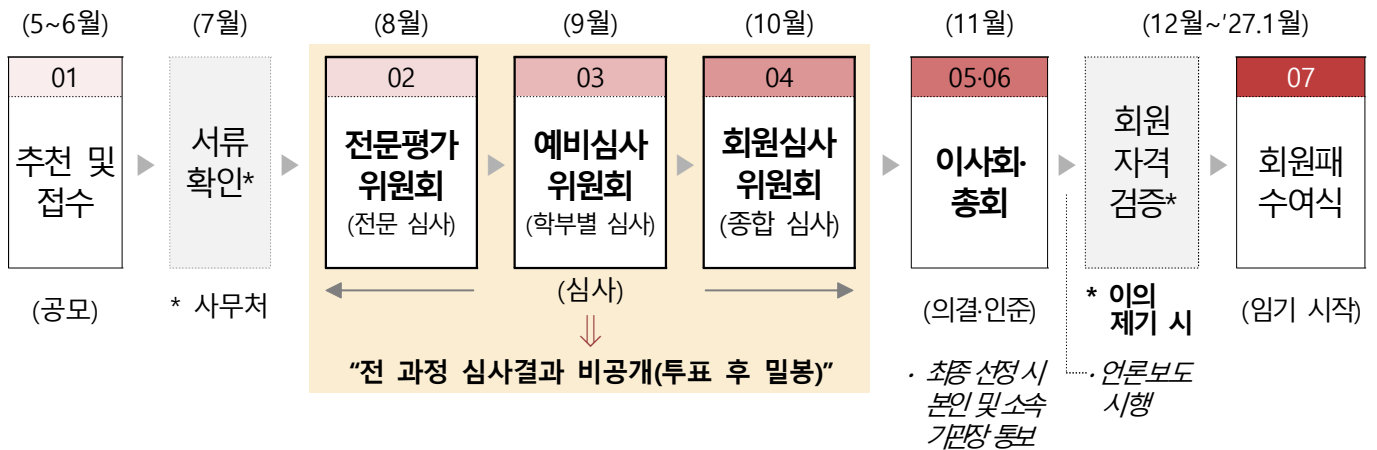 (5~6월)
(7월)
(8월)
(9월)
(10월)
(11월)
(12월~’27.1월)
01
추천 및
접수
(공모)
서류
확인*
* 사무처
02
전문평가
위원회
(전문 심사)
03
예비심사
위원회
(학부별 심사)
04
회원심사
위원회
(종합 심사)
(심사)
⇓
“전 과정 심사결과 비공개(투표 후 밀봉)”
05·06
이사회·
총회
(의결·인준)
· 최종 선정 시
본인 및 소속
기관장 통보
회원
자격
검증*
* 이의
제기 시
· 언론보도
시행
07
회원패
수여식
(임기 시작)